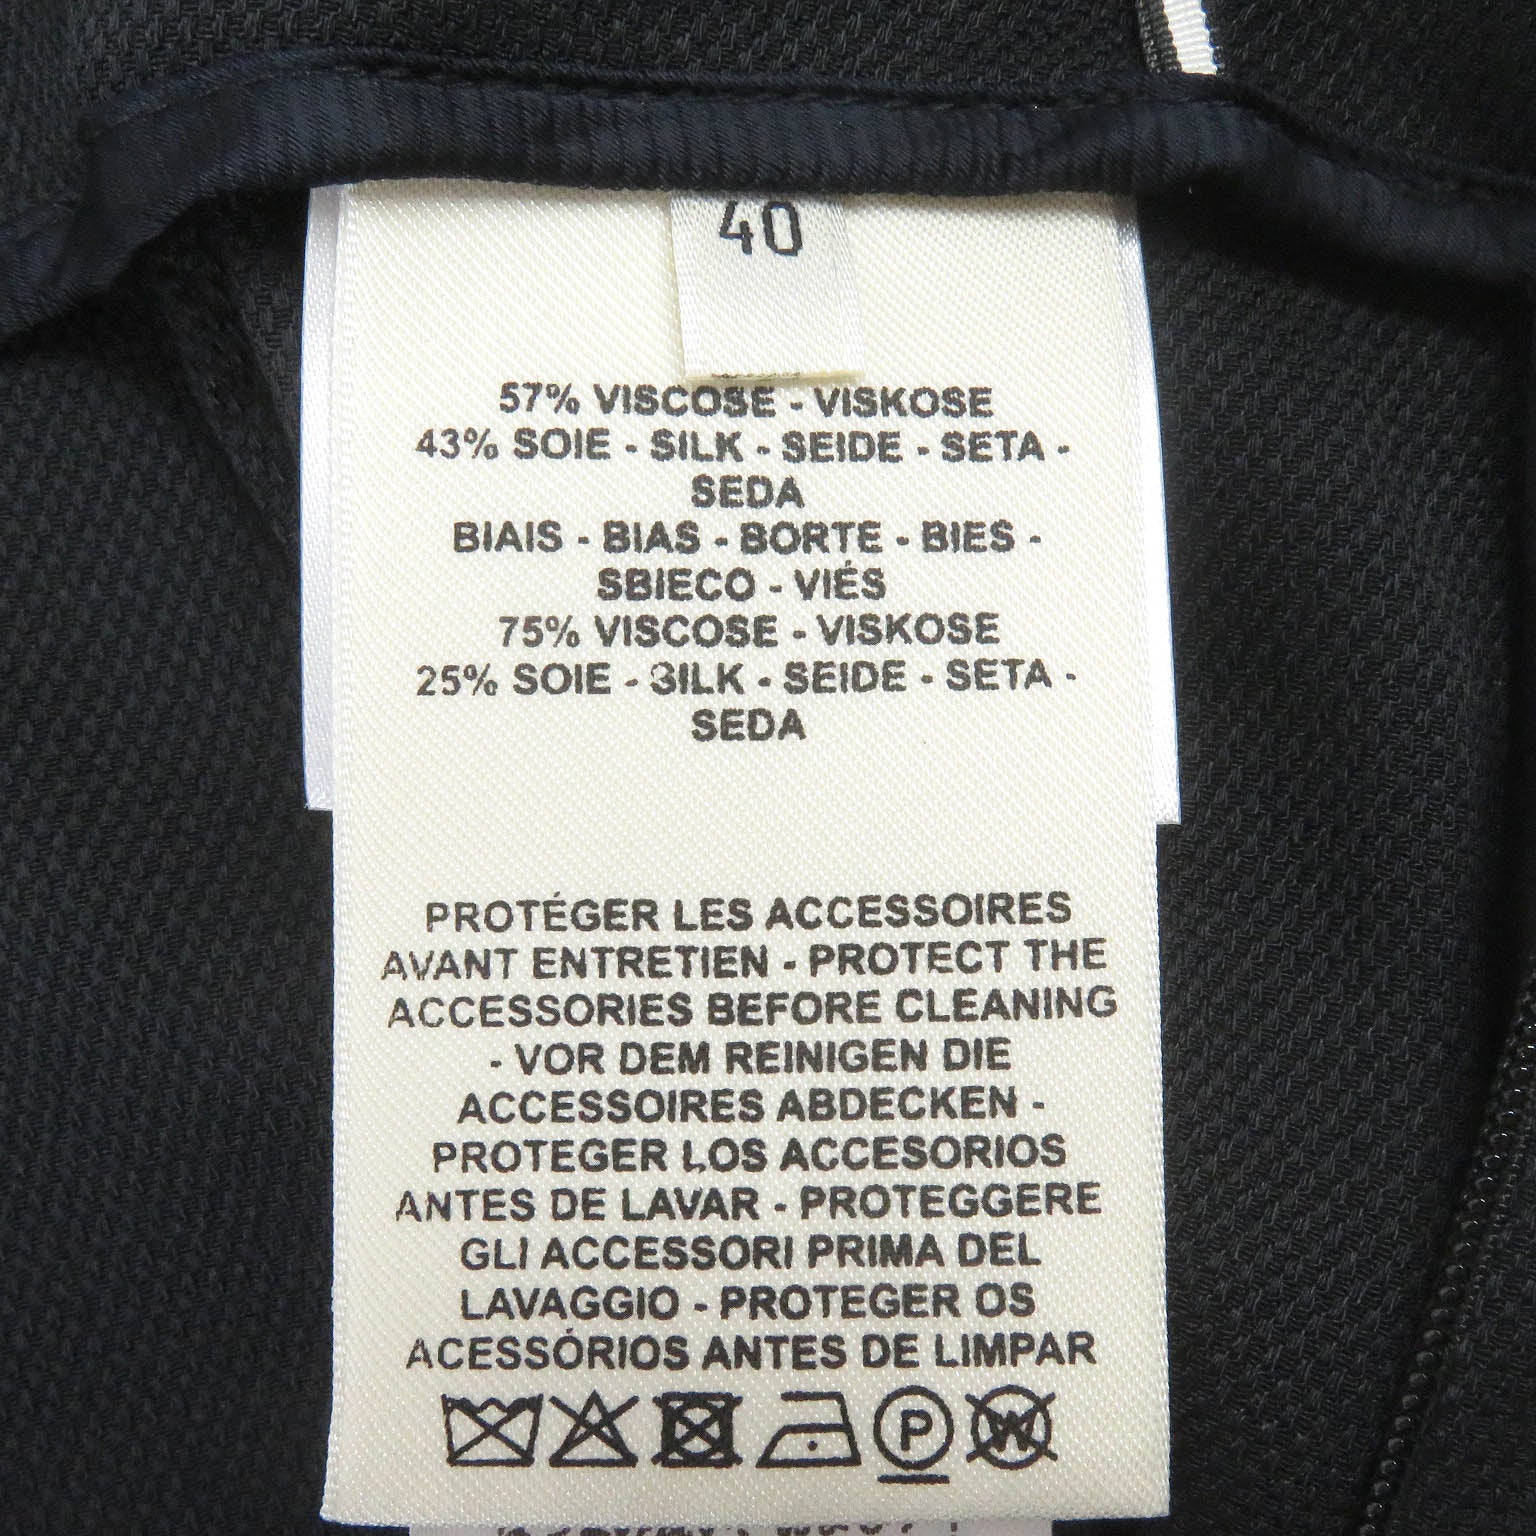 40
57% VISCOSE - VISKOSE
43% SOIE - SILK - SEIDE - SETA -
SEDA
BIAIS - BIAS - BORTE - BIES -
SBIECO - VIÉS
75% VISCOSE - VISKOSE
25% SOIE - SILK - SEIDE - SETA -
SEDA
PROTÉGER LES ACCESSOIRES
AVANT ENTRETIEN - PROTECT THE
ACCESSORIES BEFORE CLEANING
- VOR DEM REINIGEN DIE
ACCESSOIRES ABDECKEN -
PROTEGER LOS ACCESORIOS
ANTES DE LAVAR - PROTEGGERE
GLI ACCESSORI PRIMA DEL
LAVAGGIO - PROTEGER OS
ACESSÓRIOS ANTES DE LIMPAR
P W